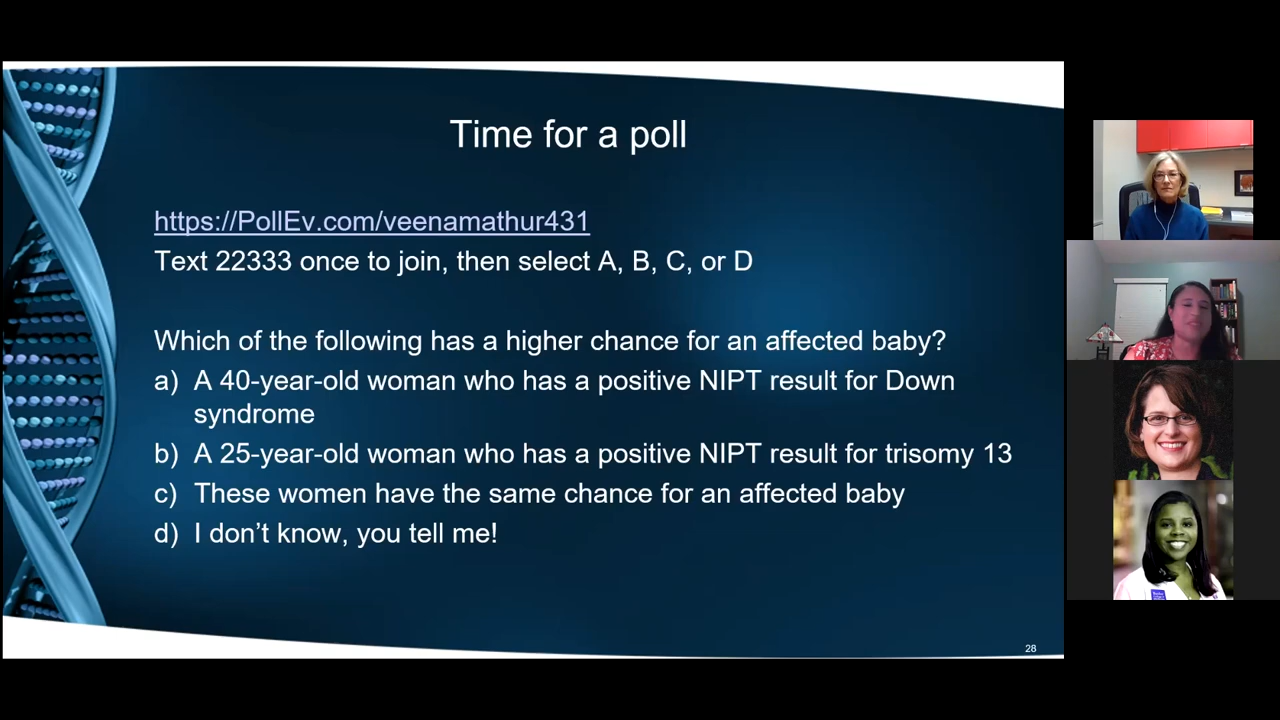 Time for a poll
https://PollEv.com/veenamathur431
Text 22333 once to join, then select A, B, C, or D
Which of the following has a higher chance for an affected baby?
a) A 40-year-old woman who has a positive NIPT result for Down
syndrome
b) A 25-year-old woman who has a positive NIPT result for trisomy 13
c) These women have the same chance for an affected baby
d) I don’t know, you tell me!
28